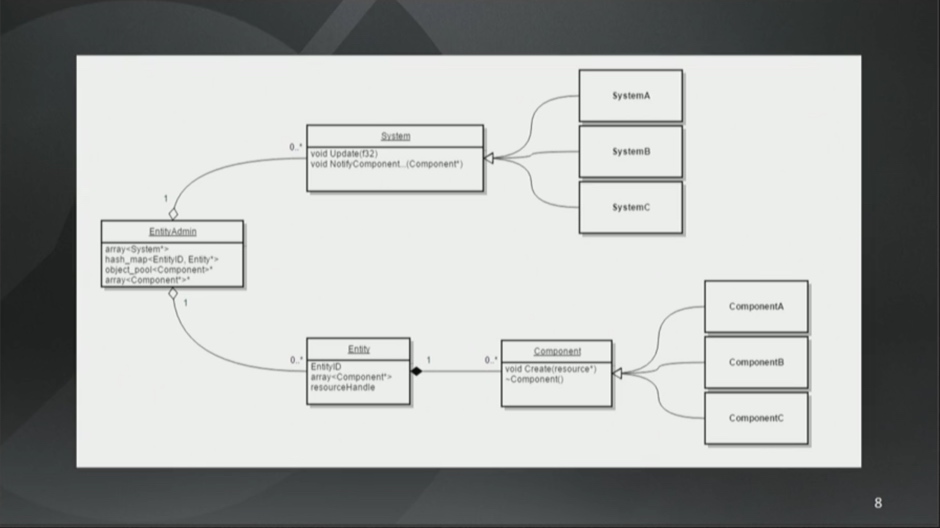 SystemA
System
0..*
void Update(f32)
void NotifyComponent...(Component*)
SystemB
SystemC
1
EntityAdmin
array<System*>
hash_map<EntityID, Entity*>
object_pool<Component>*
array<Component*>*
1
ComponentA
0..*
Entity
1
0..*
Component
EntityID
array<Component*>
resourceHandle
void Create(resource*)
~Component()
ComponentB
ComponentC
8